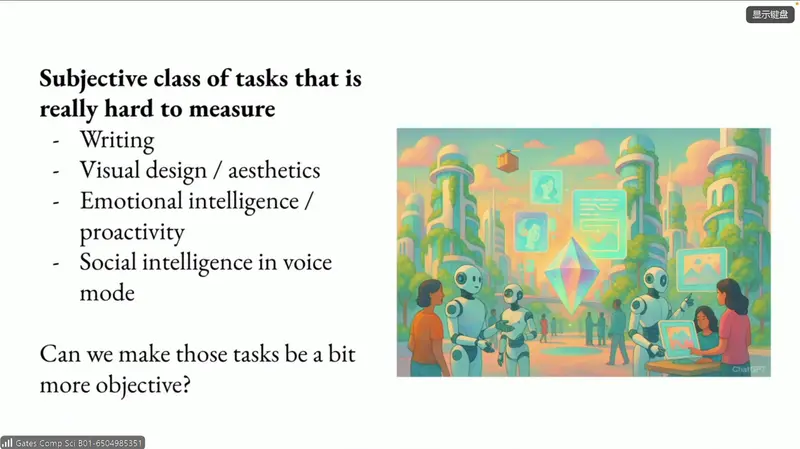 显示键盘
Subjective class of tasks that is
really hard to measure
- Writing
- Visual design / aesthetics
- Emotional intelligence /
proactivity
- Social intelligence in voice
mode
Can we make those tasks be a bit
more objective?
ChatGPT
Gates Comp Sci B01-6504985351